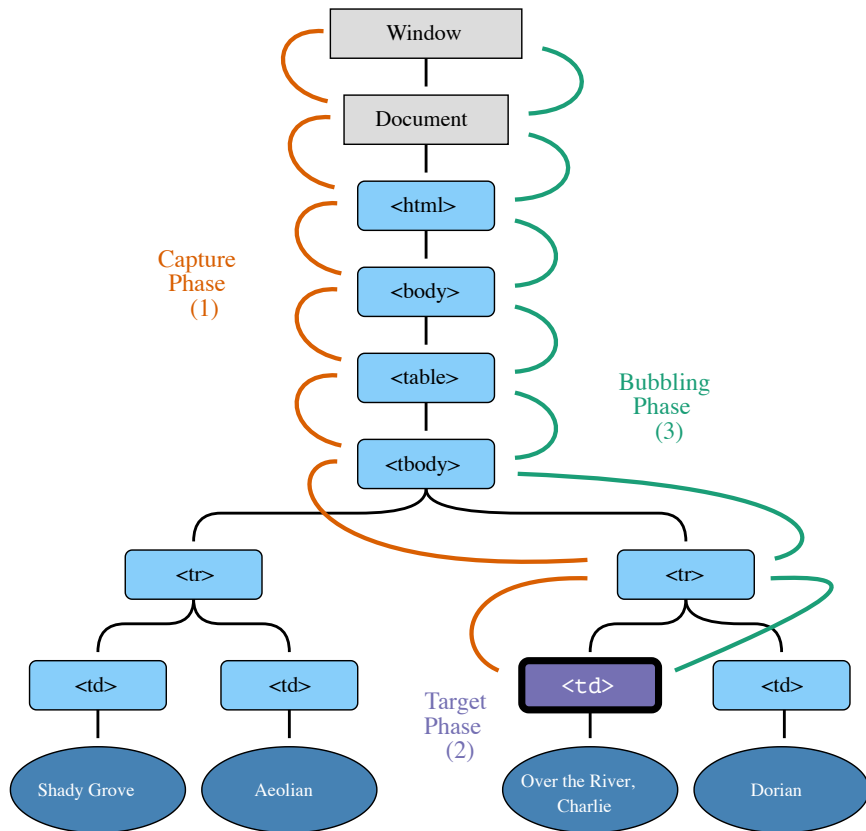 Window
Document
<html>
Capture
Phase
(1)
<body>
<table>
Bubbling
Phase
(3)
<tbody>
<tr>
<tr>
<td>
<td>
<td>
<td>
Target
Phase
(2)
Shady Grove
Aeolian
Over the River,
Charlie
Dorian